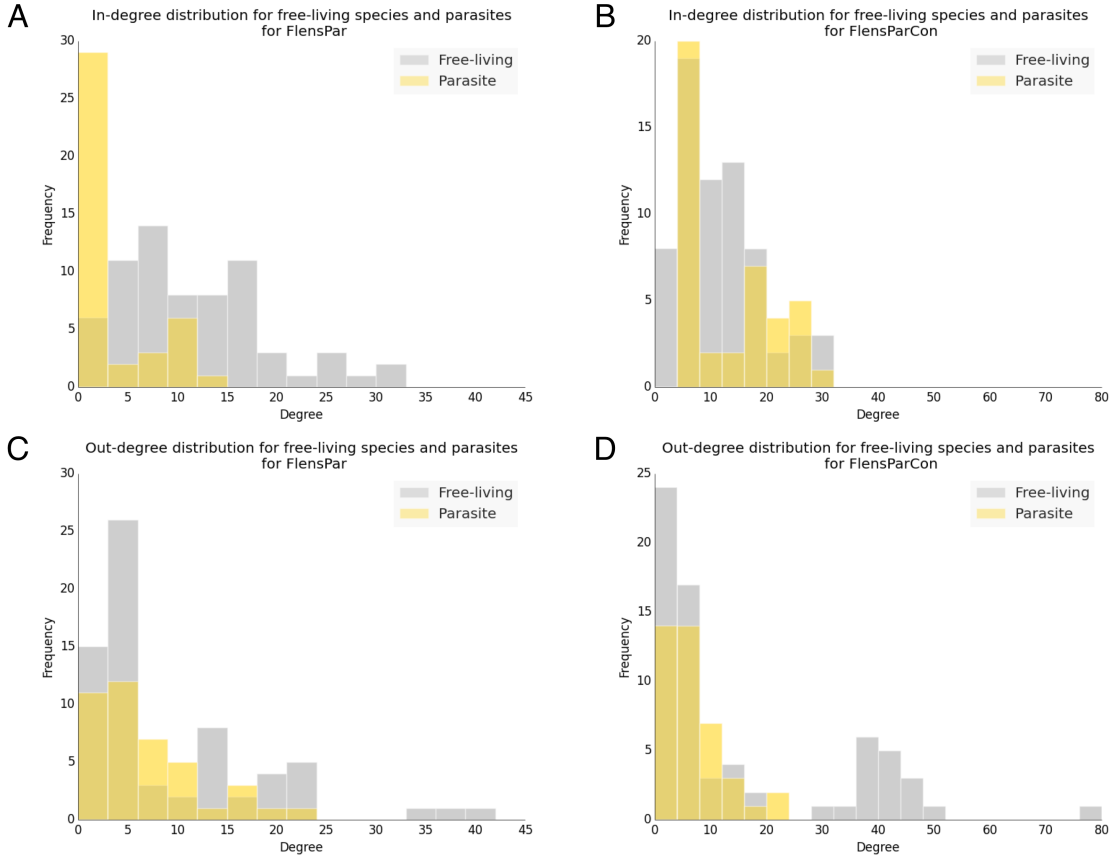 A
In-degree distribution for free-living species and parasites
for FlensPar
30
25
20
15
10
5
0
Frequency
Free-living
Parasite
0 5 10 15 20 25 30 35 40 45
Degree
B
In-degree distribution for free-living species and parasites
for FlensParCon
20
15
10
5
0
Frequency
Free-living
Parasite
0 10 20 30 40 50 60 70 80
Degree
C
Out-degree distribution for free-living species and parasites
for FlensPar
30
25
20
15
10
5
0
Frequency
Free-living
Parasite
0 5 10 15 20 25 30 35 40 45
Degree
D
Out-degree distribution for free-living species and parasites
for FlensParCon
25
20
15
10
5
0
Frequency
Free-living
Parasite
0 10 20 30 40 50 60 70 80
Degree